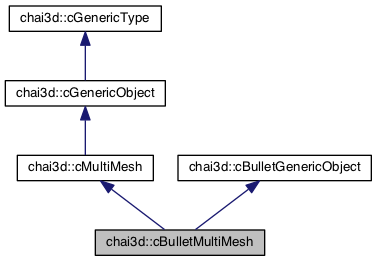 chai3d::cGenericType
chai3d::cGenericObject
chai3d::cMultiMesh
chai3d::cBulletGenericObject
chai3d::cBulletMultiMesh